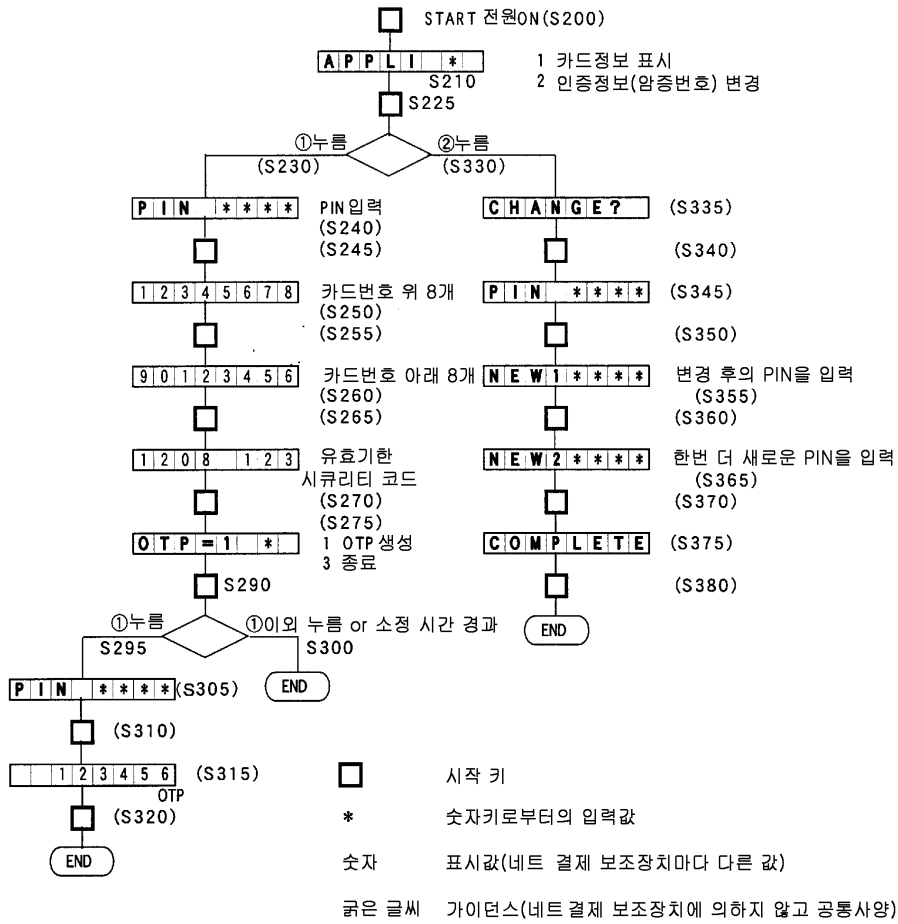 START 전원ON(S200)
APPLI *
1 카드정보 표시
S210
2 인증정보(암증번호) 변경
S225
①누름
②누름
(S230)
(S330)
PIN ****
PIN입력
CHANGE?
(S335)
(S240)
(S245)
(S340)
12345678
카드번호 위 8개
PIN ****
(S345)
(S250)
(S255)
(S350)
90123456
카드번호 아래 8개
NEW1****
변경 후의 PIN을 입력
(S260)
(S355)
(S265)
(S360)
1208 123
유효기한
NEW2****
한번 더 새로운 PIN을 입력
시큐리티 코드
(S365)
(S270)
(S370)
(S275)
OTP=1 *
1 OTP생성
COMPLETE
(S375)
3 종료
S290
(S380)
①누름
①이외 누름 or 소정 시간 경과
END
S295
S300
PIN ****
(S305)
END
(S310)
123456
(S315)
시작 키
OTP
(S320)
* 숫자키로부터의 입력값
END
숫자 표시값(네트 결제 보조장치마다 다른 값)
굵은 글씨 가이던스(네트결제 보조장치에 의하지 않고 공통사양)